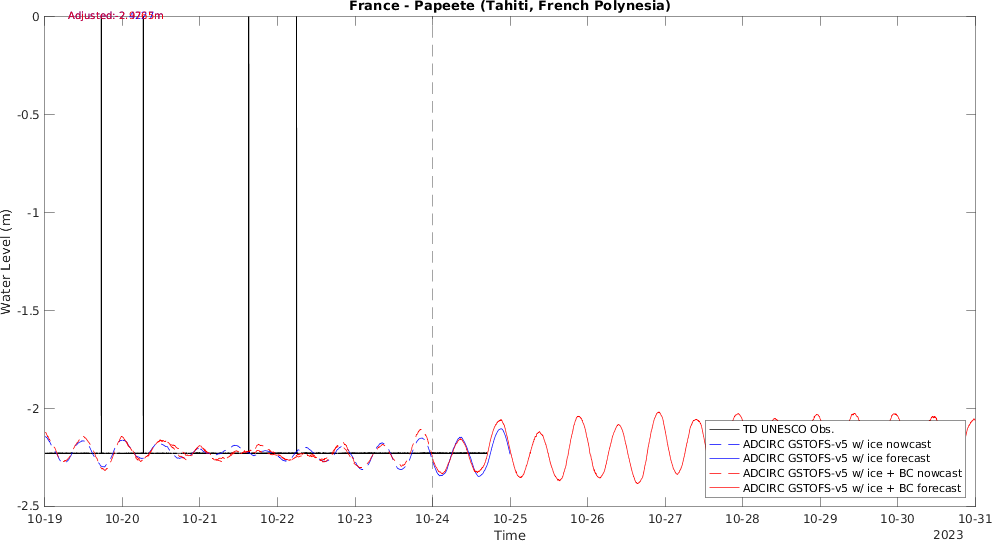 France - Papeete (Tahiti, French Polynesia)
Adjusted:
0
-0.5
-1
-1.5
-2
-2.5
Water Level (m)
TD UNESCO Obs.
ADCIRC GSTOFS-v5 w/ ice nowcast
ADCIRC GSTOFS-v5 w/ ice forecast
ADCIRC GSTOFS-v5 w/ ice + BC nowcast
ADCIRC GSTOFS-v5 w/ ice + BC forecast
10-19 10-20 10-21 10-22 10-23 10-24 10-25 10-26 10-27 10-28 10-29 10-30 10-31
Time
2023